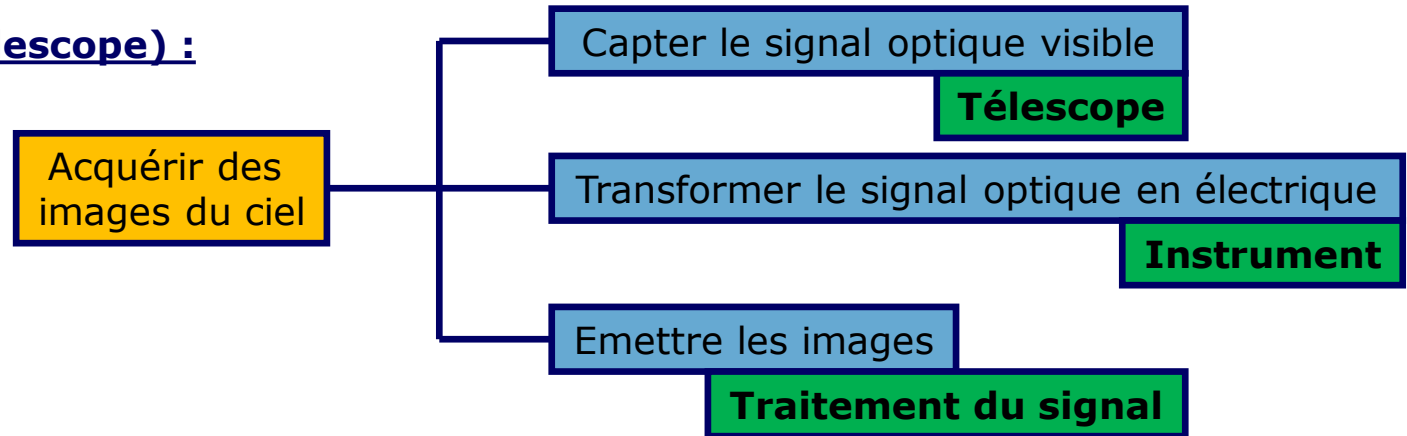 escope) :
Capter le signal optique visible
Télescope
Acquérir des
images du ciel
Transformer le signal optique en électrique
Instrument
Emettre les images
Traitement du signal